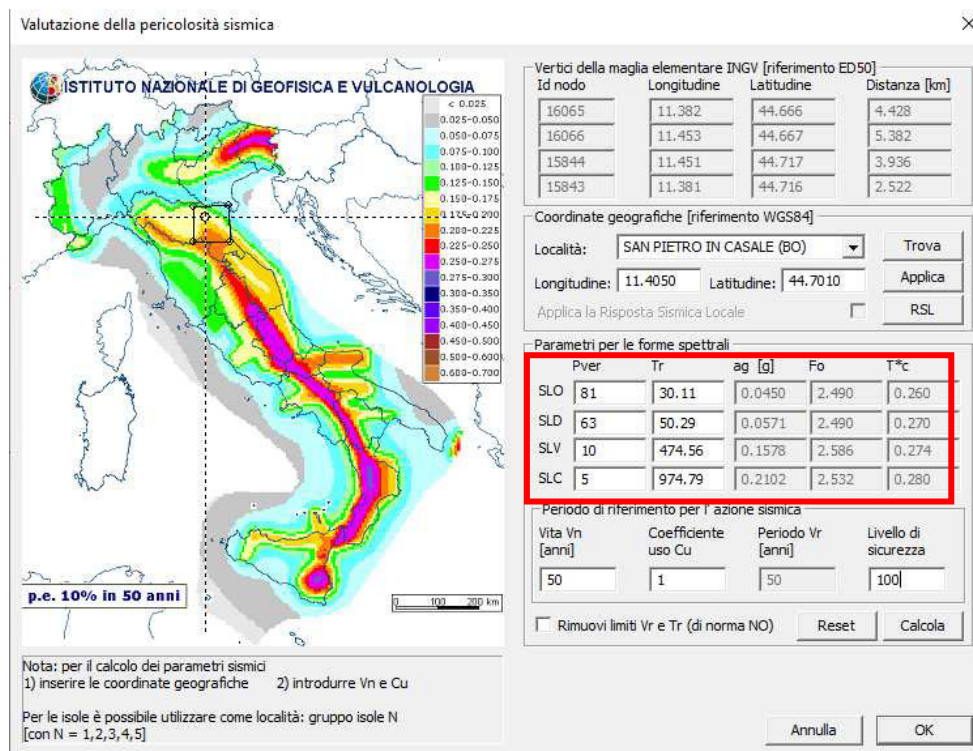 Valutazione della pericolosità sismica
ISTITUTO NAZIONALE DI GEOFISICA E VULCANOLOGIA
< 0.025
0.025-0.050
0.050-0.075
0.075-0.100
0.100-0.125
0.125-0.150
0.150-0.175
0.175-0.200
0.200-0.225
0.225-0.250
0.250-0.275
0.275-0.300
0.300-0.350
0.350-0.400
0.400-0.450
0.450-0.500
0.500-0.600
0.600-0.700
p.e. 10% in 50 anni
0 100 200 km
Nota: per il calcolo dei parametri sismici
1) inserire le coordinate geografiche 2) introdurre Vn e Cu
Per le isole è possibile utilizzare come località: gruppo isole N
[con N = 1,2,3,4,5]
Vertici della maglia elementare INGV [riferimento ED50]
Id nodo Longitudine Latitudine Distanza [km]
16065 11.382 44.666 4.428
16066 11.453 44.667 5.382
15844 11.451 44.717 3.936
15843 11.381 44.716 2.522
Coordinate geografiche [riferimento WGS84]
Località: SAN PIETRO IN CASALE (BO) Trova
Longitudine: 11.4050 Latitudine: 44.7010 Applica
Applica la Risposta Sismica Locale RSL
Parametri per le forme spettrali
Pver Tr ag [g] Fo T*c
SLO 81 30.11 0.0450 2.490 0.260
SLD 63 50.29 0.0571 2.490 0.270
SLV 10 474.56 0.1578 2.586 0.274
SLC 5 974.79 0.2102 2.532 0.280
Periodo di riferimento per l' azione sismica
Vita Vn Coefficiente Periodo Vr Livello di
[anni] uso Cu [anni] sicurezza
50 1 50 100
Rimuovi limiti Vr e Tr (di norma NO) Reset Calcola
Annulla OK